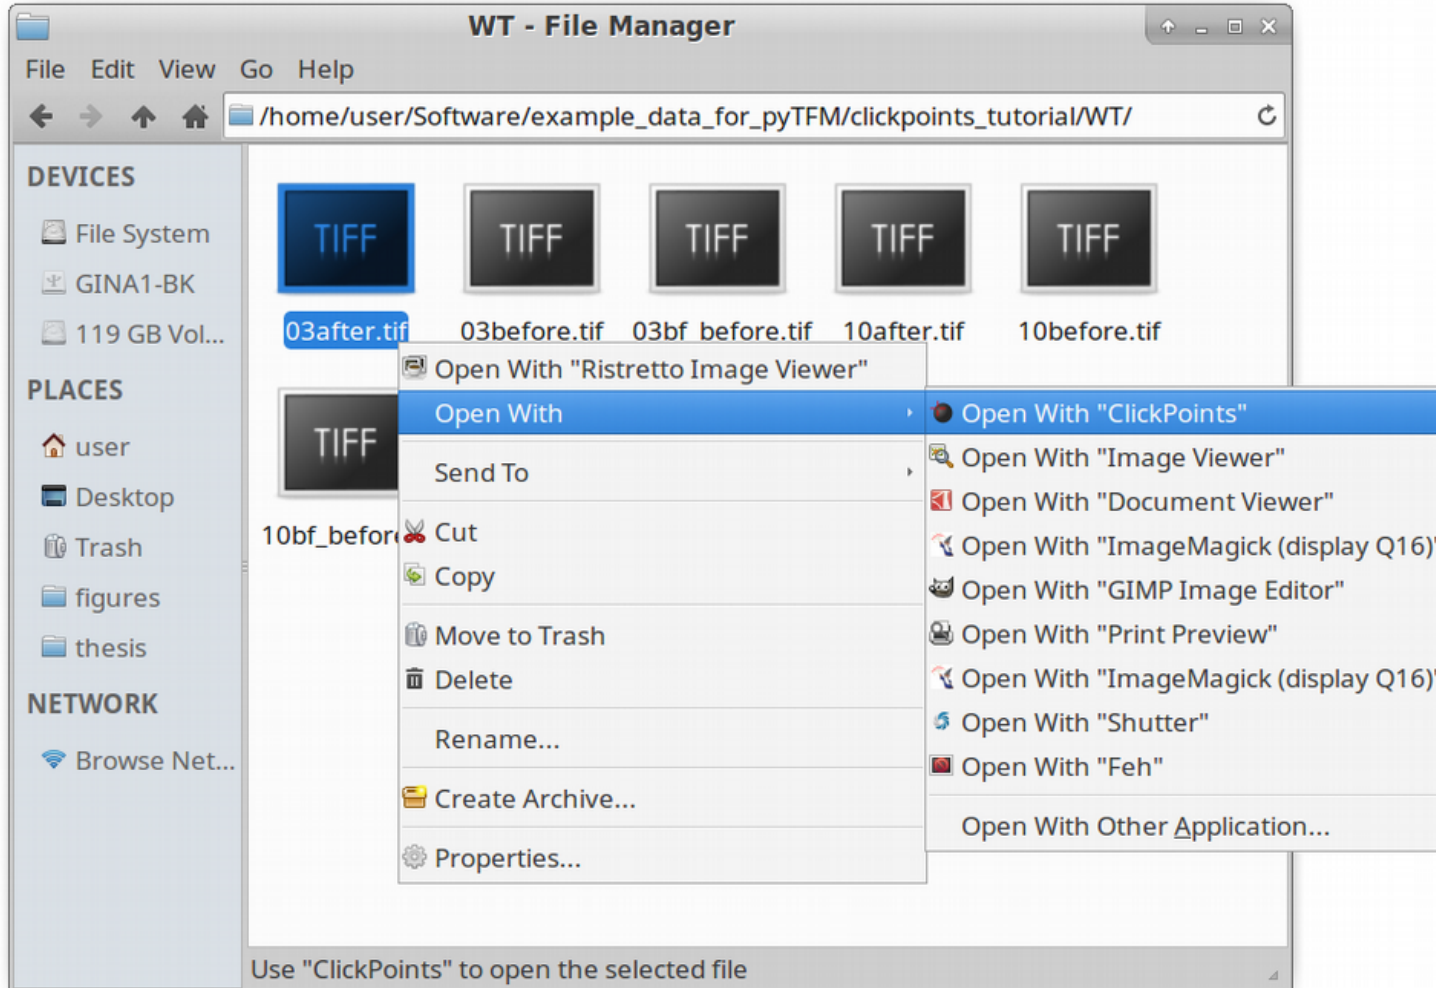 WT - File Manager
File Edit View Go Help
/home/user/Software/example_data_for_pyTFM/clickpoints_tutorial/WT/
DEVICES
File System
GINA1-BK
119 GB Vol...
PLACES
user
Desktop
Trash
figures
thesis
NETWORK
Browse Net...
TIFF TIFF TIFF TIFF TIFF
03after.tif 03before.tif 03bf_before.tif 10after.tif 10before.tif
TIFF
10bf_before
Open With "Ristretto Image Viewer"
Open With
Send To
Cut
Copy
Move to Trash
Delete
Rename...
Create Archive...
Properties...
Open With "ClickPoints"
Open With "Image Viewer"
Open With "Document Viewer"
Open With "ImageMagick (display Q16)"
Open With "GIMP Image Editor"
Open With "Print Preview"
Open With "ImageMagick (display Q16)"
Open With "Shutter"
Open With "Feh"
Open With Other Application...
Use "ClickPoints" to open the selected file